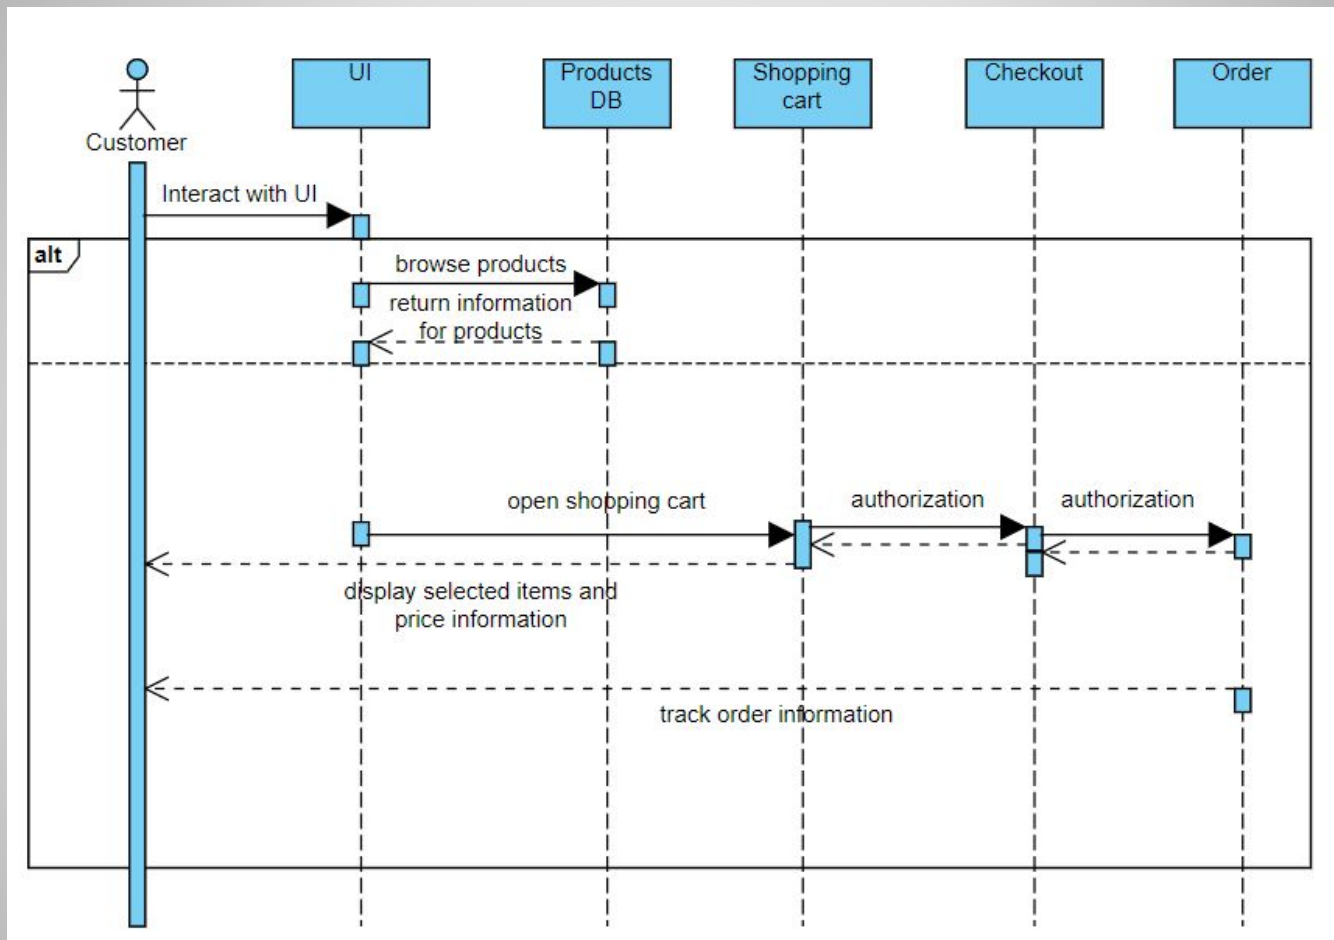 UI
Products
DB
Shopping
cart
Checkout
Order
Customer
Interact with UI
alt
browse products
return information
for products
open shopping cart
authorization
authorization
display selected items and
price information
track order information